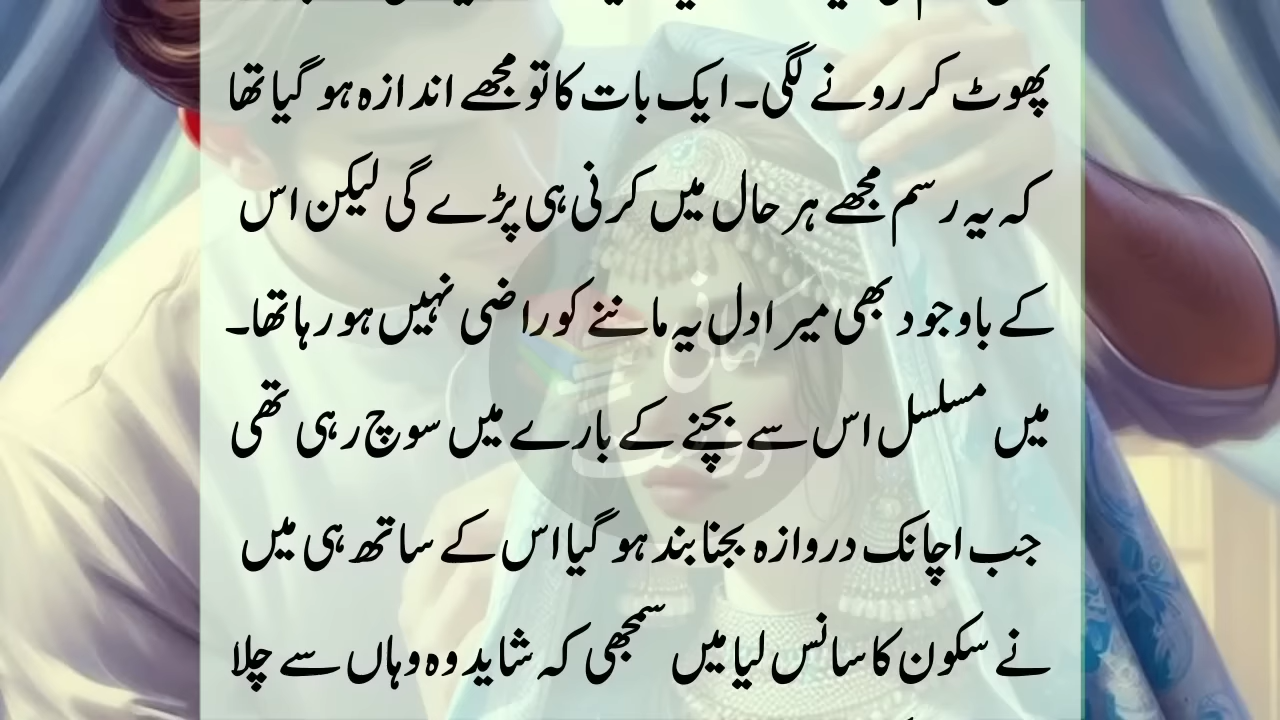 پھوٹ کر رونے لگی۔ ایک بات کا تو مجھے اندازہ ہو گیا تھا
کہ یہ رسم مجھے ہر حال میں کرنی ہی پڑے گی لیکن اس
کے باوجود بھی میرا دل یہ ماننے کو راضی نہیں ہو رہا تھا۔
میں مسلسل اس سے بچنے کے بارے میں سوچ رہی تھی
جب اچانک دروازہ بجنا بند ہو گیا اس کے ساتھ ہی میں
نے سکون کا سانس لیا میں سمجھی کہ شاید وہ وہاں سے چلا